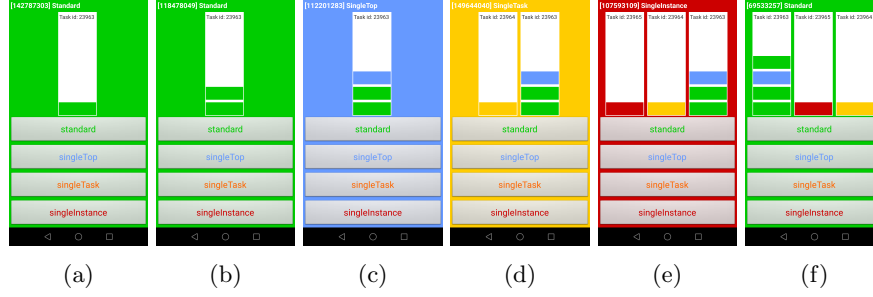 [142787303] Standard
Task id: 23963
standard
singleTop
singleTask
singleInstance
(a)
[118478049] Standard
Task id: 23963
standard
singleTop
singleTask
singleInstance
(b)
[112201283] SingleTop
Task id: 23963
standard
singleTop
singleTask
singleInstance
(c)
[149644040] SingleTask
Task id: 23964
Task id: 23963
standard
singleTop
singleTask
singleInstance
(d)
[107593109] SingleInstance
Task id: 23965
Task id: 23964
Task id: 23963
standard
singleTop
singleTask
singleInstance
(e)
[69533257] Standard
Task id: 23963
Task id: 23965
Task id: 23964
standard
singleTop
singleTask
singleInstance
(f)